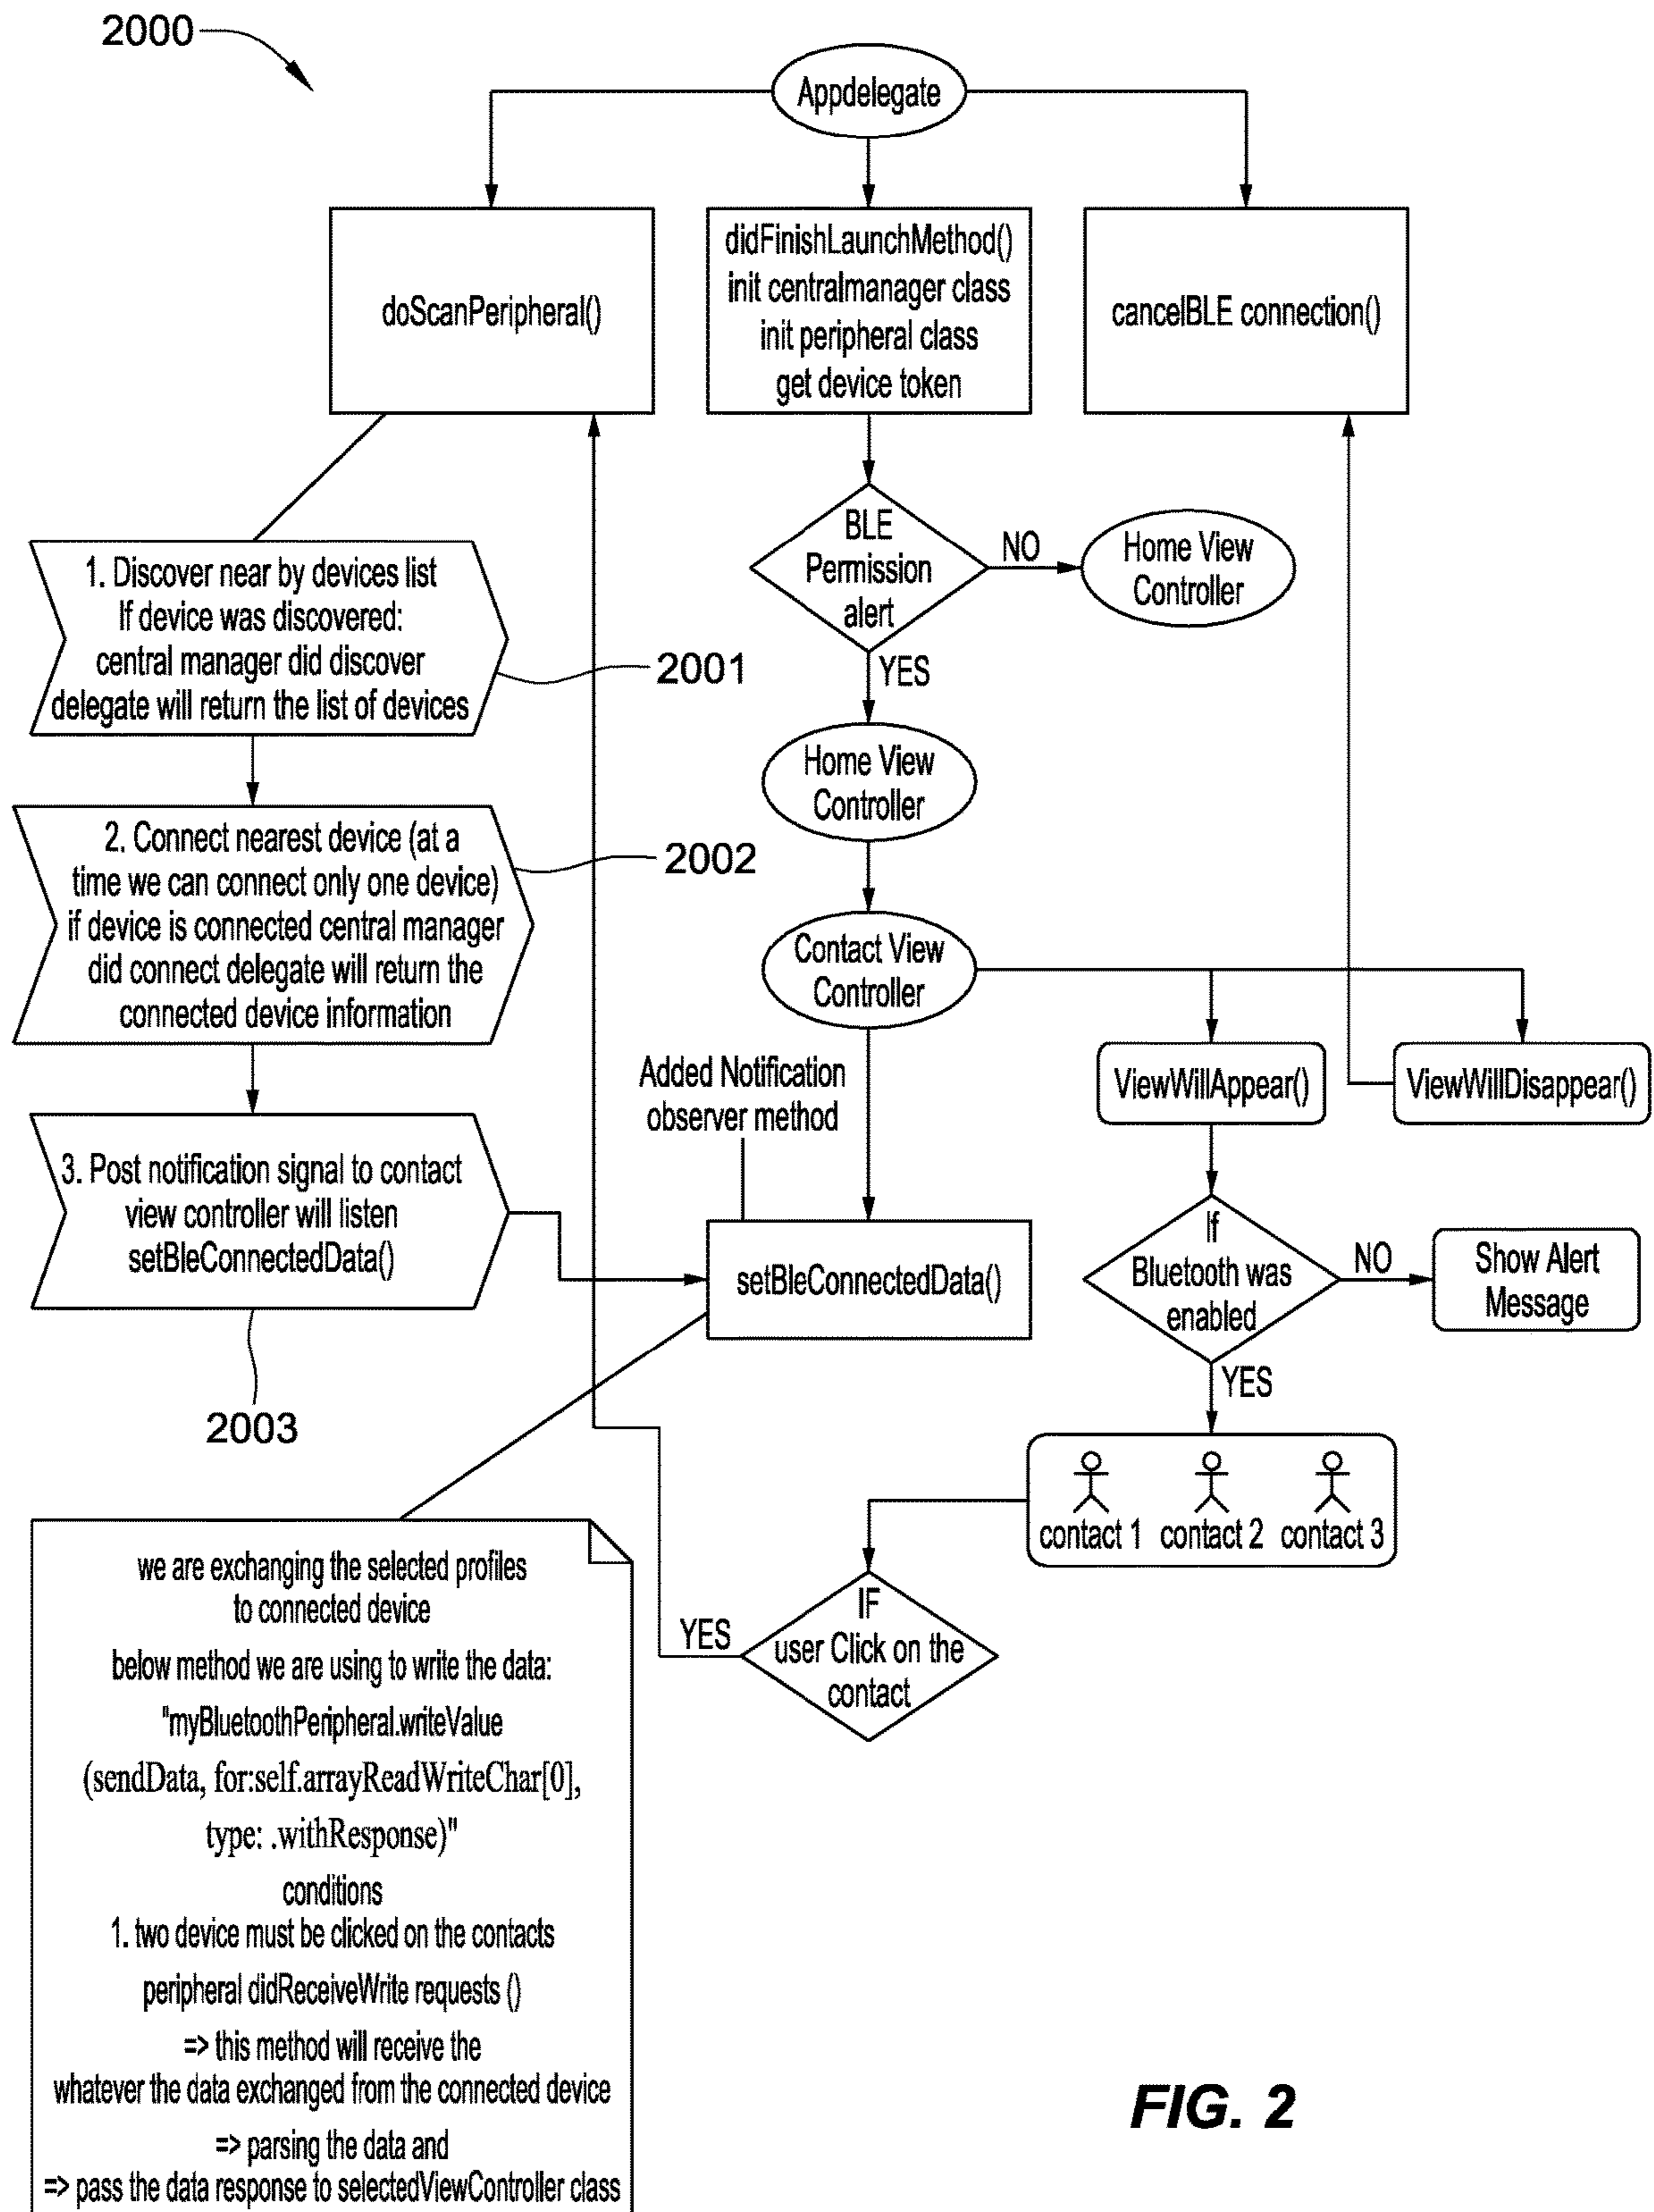 2000
Appdelegate
doScanPeripheral()
didFinishLaunchMethod()
init centralmanager class
init peripheral class
get device token
cancelBLE connection()
BLE
Permission
alert
NO
Home View
Controller
YES
1. Discover near by devices list
If device was discovered:
central manager did discover
delegate will return the list of devices
2001
Home View
Controller
2. Connect nearest device (at a
time we can connect only one device)
if device is connected central manager
did connect delegate will return the
connected device information
2002
Contact View
Controller
Added Notification
observer method
ViewWillAppear()
ViewWillDisappear()
3. Post notification signal to contact
view controller will listen
setBleConnectedData()
2003
setBleConnectedData()
If
Bluetooth was
enabled
NO
Show Alert
Message
YES
contact 1
contact 2
contact 3
IF
user Click on the
contact
YES
we are exchanging the selected profiles
to connected device
below method we are using to write the data:
"myBluetoothPeripheral.writeValue
(sendData, for:self.arrayReadWriteChar[0],
type: .withResponse)"
conditions
1. two device must be clicked on the contacts
peripheral didReceiveWrite requests ()
=> this method will receive the
whatever the data exchanged from the connected device
=> parsing the data and
=> pass the data response to selectedViewController class
FIG. 2